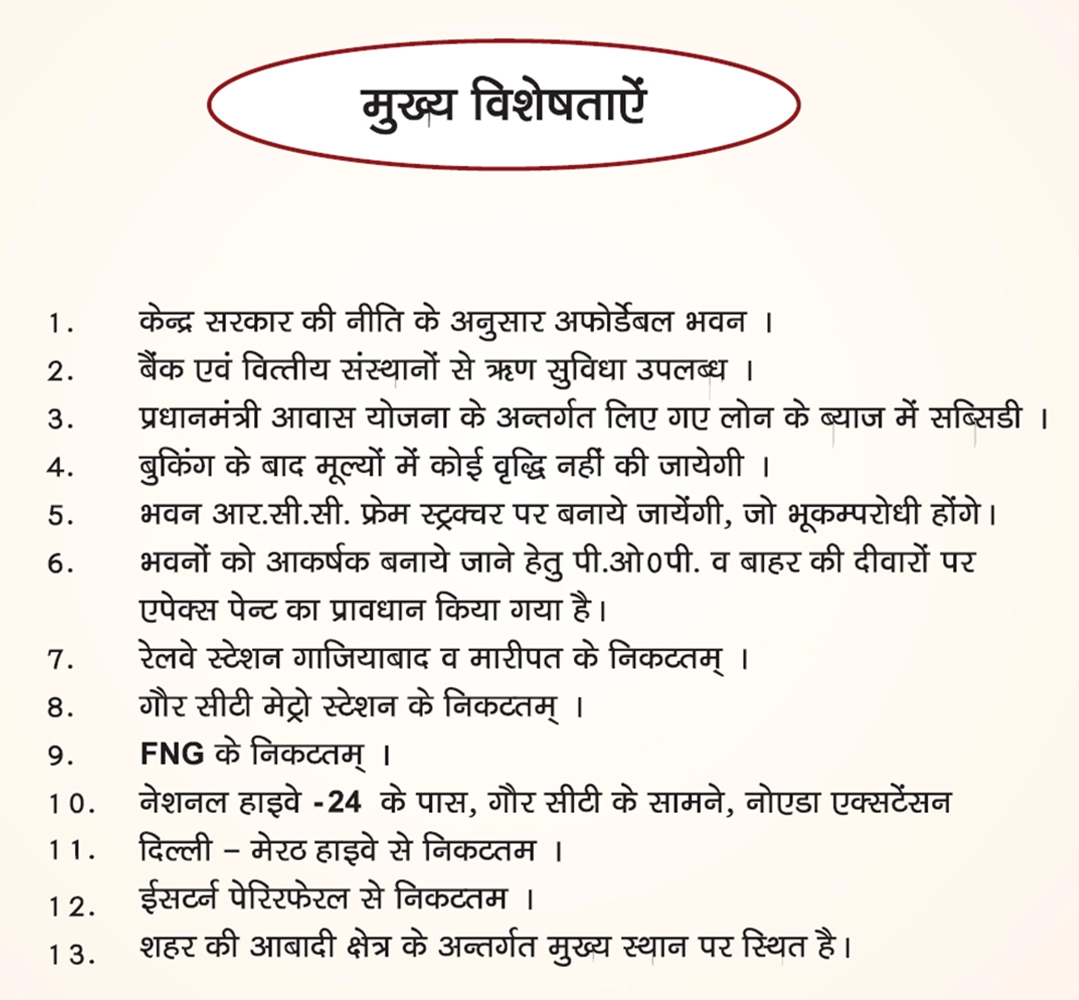 मुख्य विशेषताऐं
1. केन्द्र सरकार की नीति के अनुसार अफोर्डेबल भवन ।
2. बैंक एवं वित्तीय संस्थानों से ऋण सुविधा उपलब्ध ।
3. प्रधानमंत्री आवास योजना के अन्तर्गत लिए गए लोन के ब्याज में सब्सिडी ।
4. बुकिंग के बाद मूल्यों में कोई वृद्धि नहीं की जायेगी ।
5. भवन आर.सी.सी. फ्रेम स्ट्रक्चर पर बनाये जायेंगी, जो भूकम्परोधी होंगे।
6. भवनों को आकर्षक बनाये जाने हेतु पी.ओ0पी. व बाहर की दीवारों पर
एपेक्स पेन्ट का प्रावधान किया गया है।
7. रेलवे स्टेशन गाजियाबाद व मारीपत के निकटतम् ।
8. गौर सीटी मेट्रो स्टेशन के निकटतम् ।
9. FNG के निकटतम् ।
10. नेशनल हाइवे -24 के पास, गौर सीटी के सामने, नोएडा एक्सटेंसन
11. दिल्ली – मेरठ हाइवे से निकटतम ।
12. ईसटर्न पेरिरफेरल से निकटतम ।
13. शहर की आबादी क्षेत्र के अन्तर्गत मुख्य स्थान पर स्थित है।